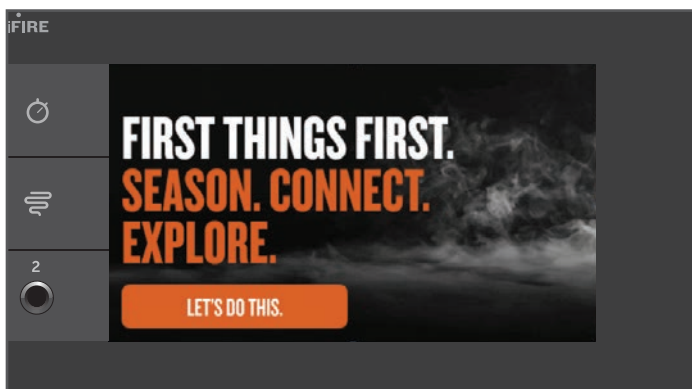 iFIRE
FIRST THINGS FIRST.
SEASON. CONNECT.
EXPLORE.
2
LET'S DO THIS.